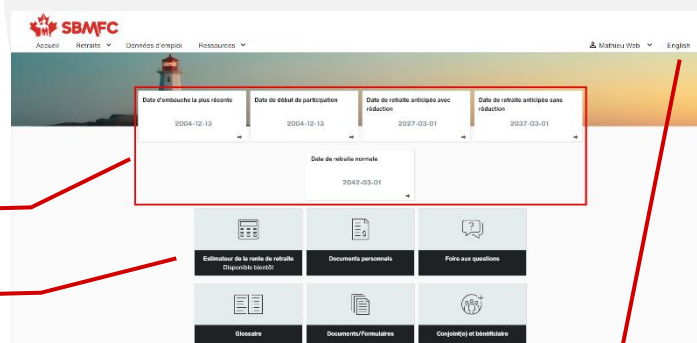 SBMFC
Accueil Retraite Données d'emploi Ressources Mathieu Web English
Date d'embauche la plus récente
2004-12-13
Date de début de participation
2004-12-13
Date de retraite anticipée avec
réduction
2027-03-01
Date de retraite anticipée sans
réduction
2037-03-01
Date de retraite normale
2042-03-01
Estimateur de la rente de retraite
Disponible bientôt
Documents personnels
Foire aux questions
Glossaire
Documents/Formulaires
Conjoint(e) et bénéficiaire